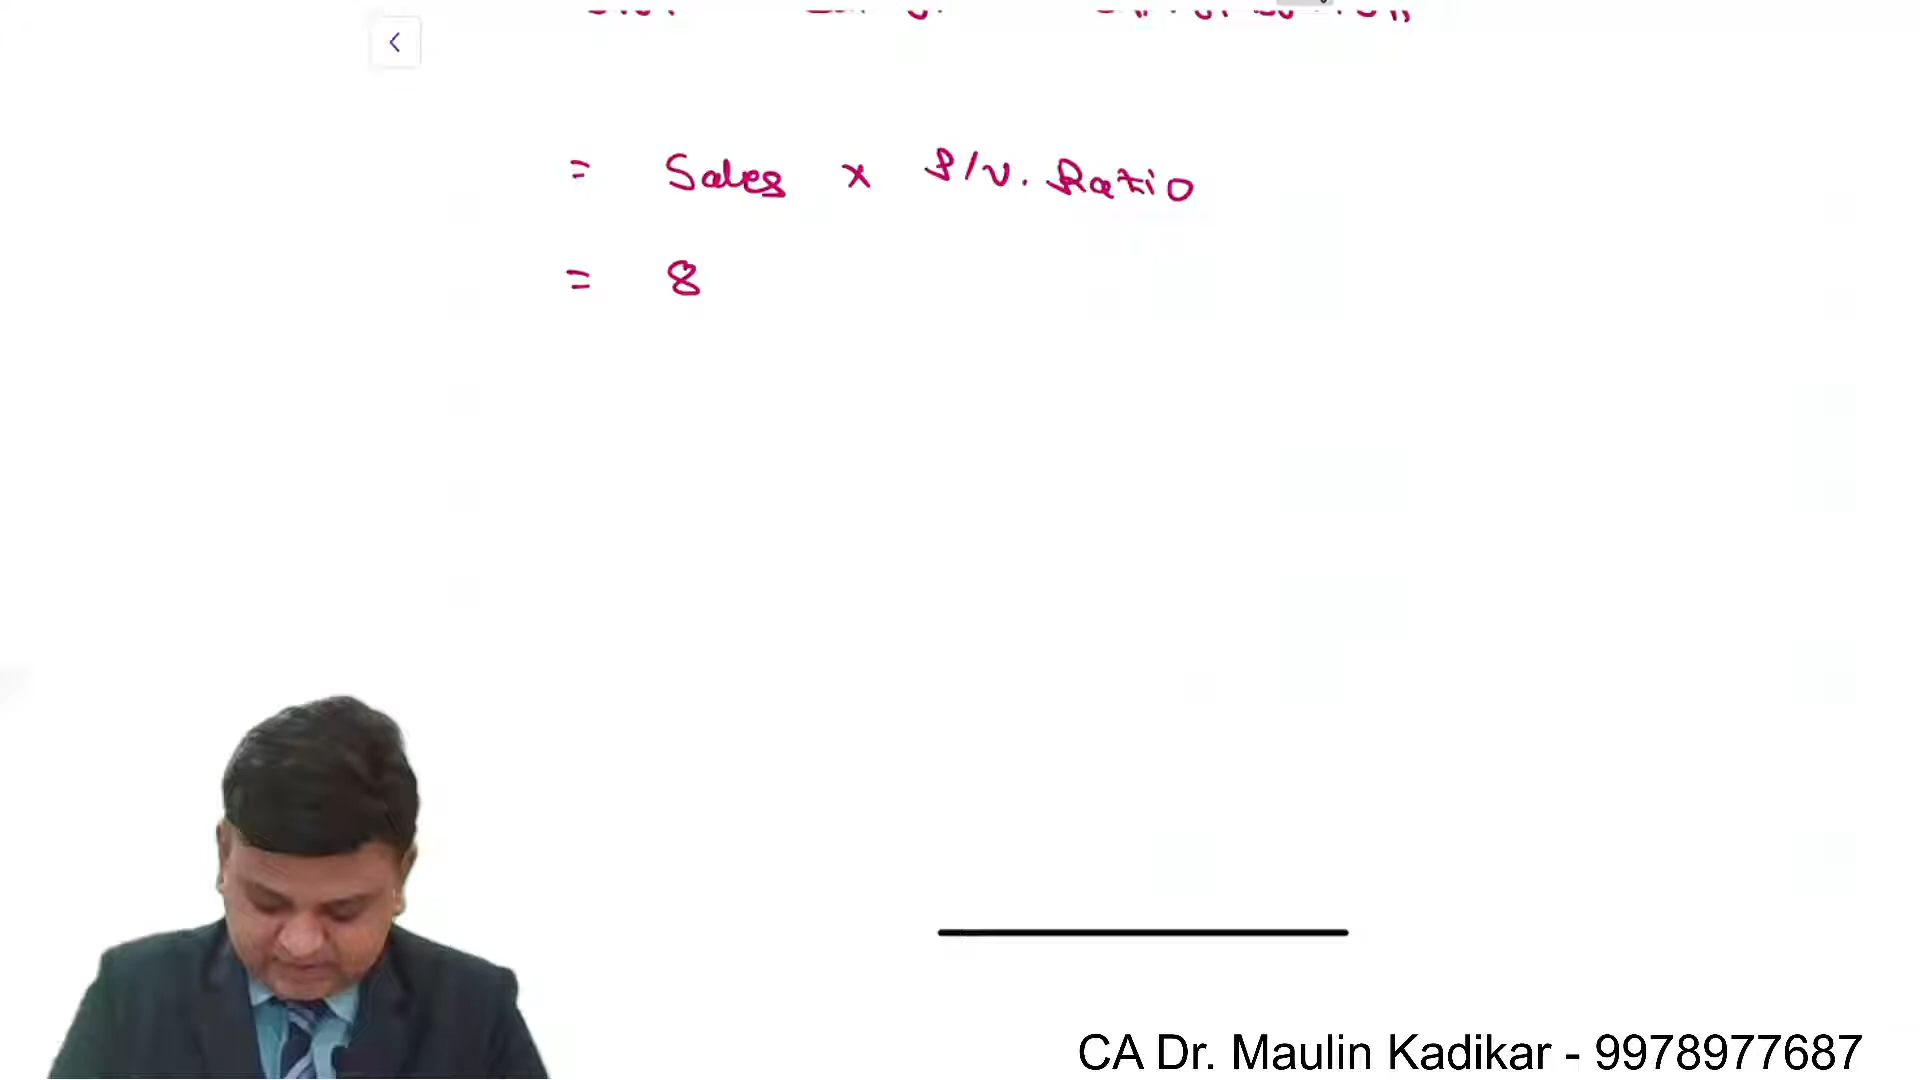 = Sales x P/V. Ratio
= 8
CA Dr. Maulin Kadikar - 9978977687